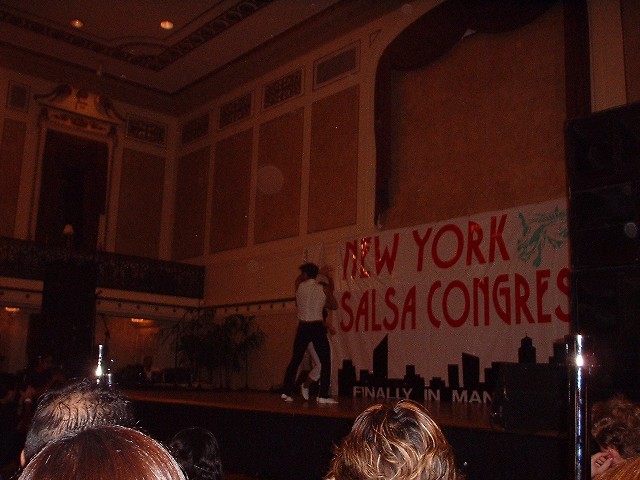 NEW YORK
SALSA CONGRES
FINALLY IN MAN